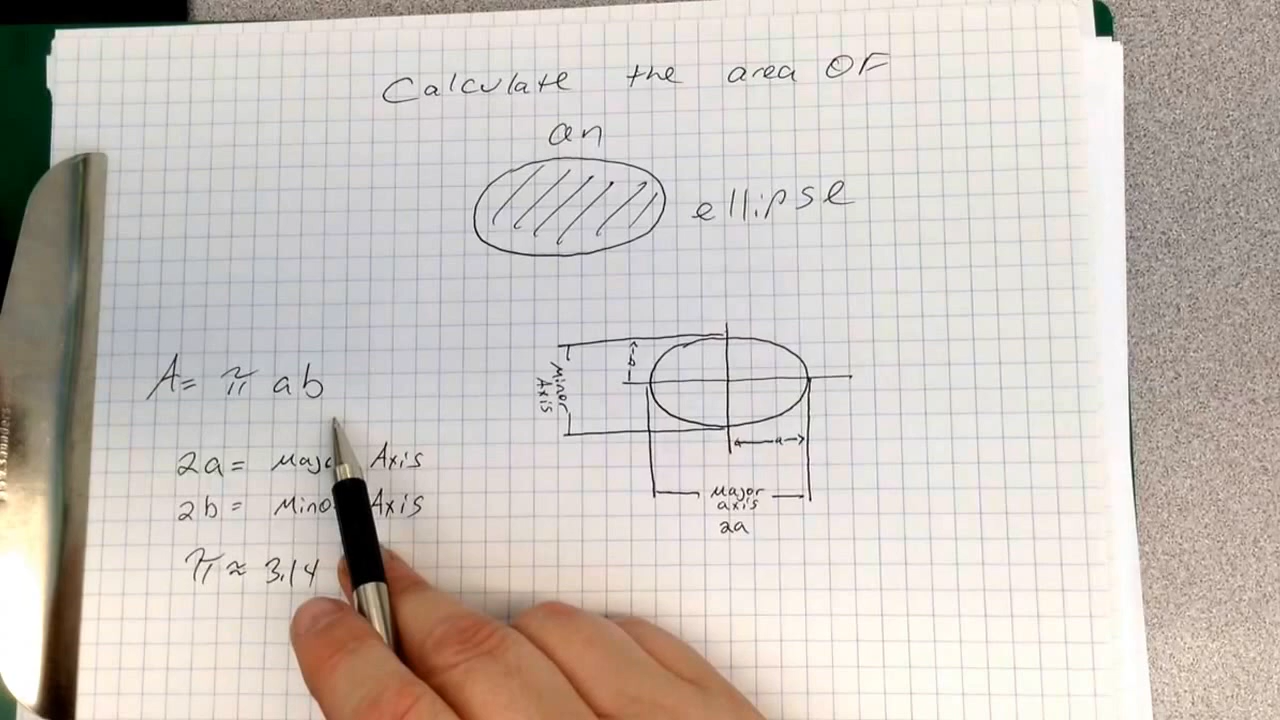 Calculate the area OF
an
ellipse
A= π ab
2a= Major Axis
2b= Minor Axis
π ≈ 3.14
Minor
Axis
b
a
Major
axis
2a